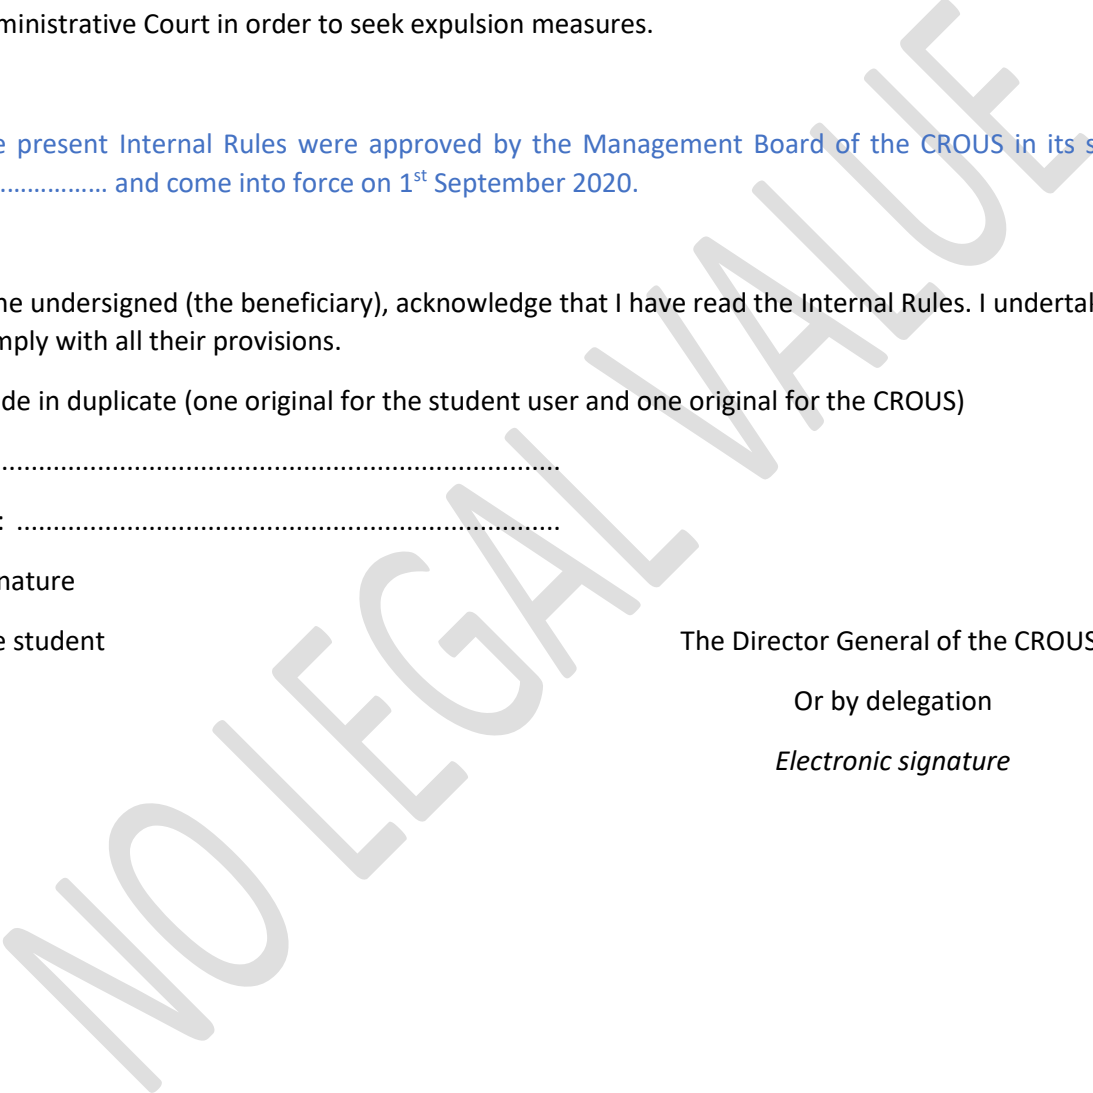 ministrative Court in order to seek expulsion measures.
e present Internal Rules were approved by the Management Board of the CROUS in its s
................ and come into force on 1st September 2020.
he undersigned (the beneficiary), acknowledge that I have read the Internal Rules. I undertak
mply with all their provisions.
de in duplicate (one original for the student user and one original for the CROUS)
............................................................................
: ...........................................................................
nature
e student The Director General of the CROUS
Or by delegation
Electronic signature
NO LEGAL VALUE